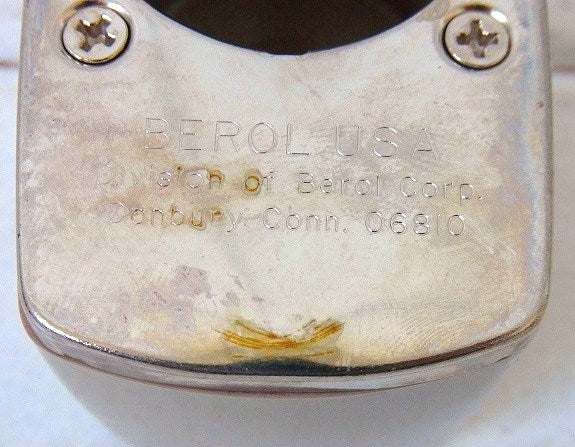 BEROL USA
Division of Berol Corp.
Danbury, Conn. 06810